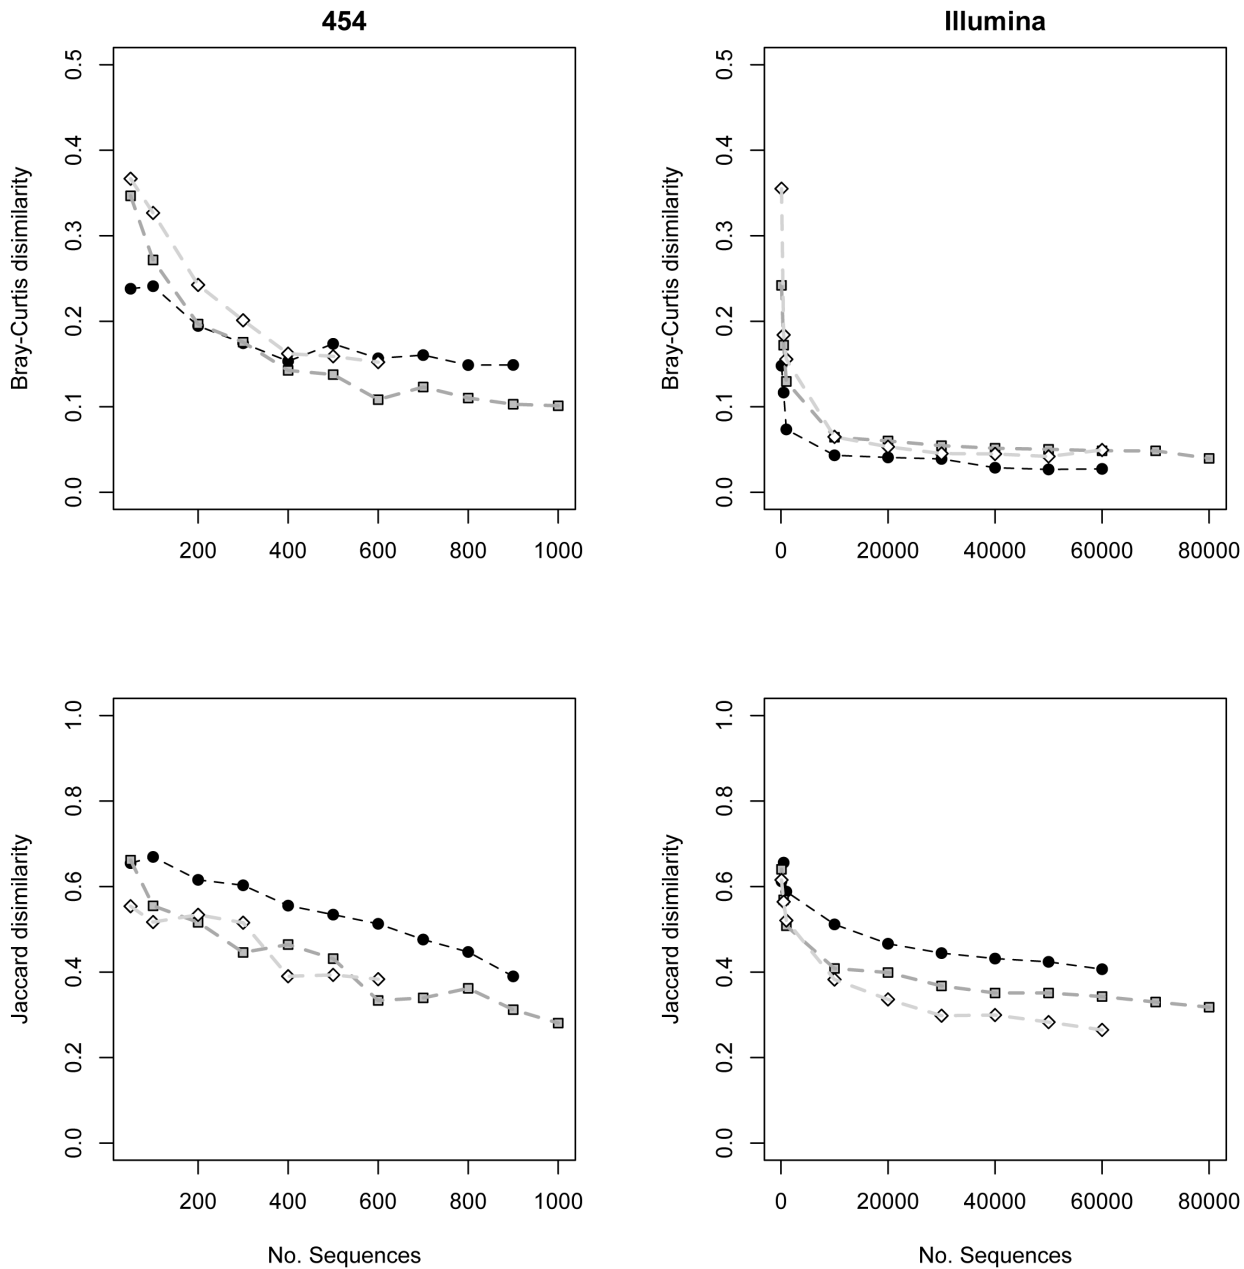 454
Illumina
Bray-Curtis disimilarity
0.0 0.1 0.2 0.3 0.4 0.5
200 400 600 800 1000
Bray-Curtis disimilarity
0.0 0.1 0.2 0.3 0.4 0.5
0 20000 40000 60000 80000
Jaccard disimilarity
0.0 0.2 0.4 0.6 0.8 1.0
200 400 600 800 1000
No. Sequences
Jaccard disimilarity
0.0 0.2 0.4 0.6 0.8 1.0
0 20000 40000 60000 80000
No. Sequences